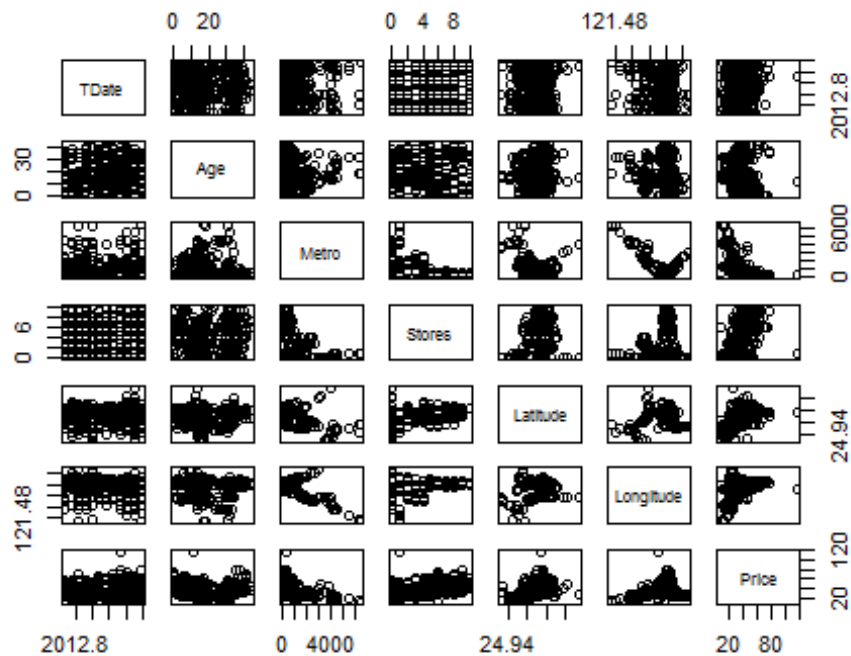 0 20 0 4 8 121.48
TDate 2012.8
0 30 Age
Metro 0 6000
0 6 Stores
Latitude 24.94
121.48 Longitude
Price 20 120
2012.8 0 4000 24.94 20 80